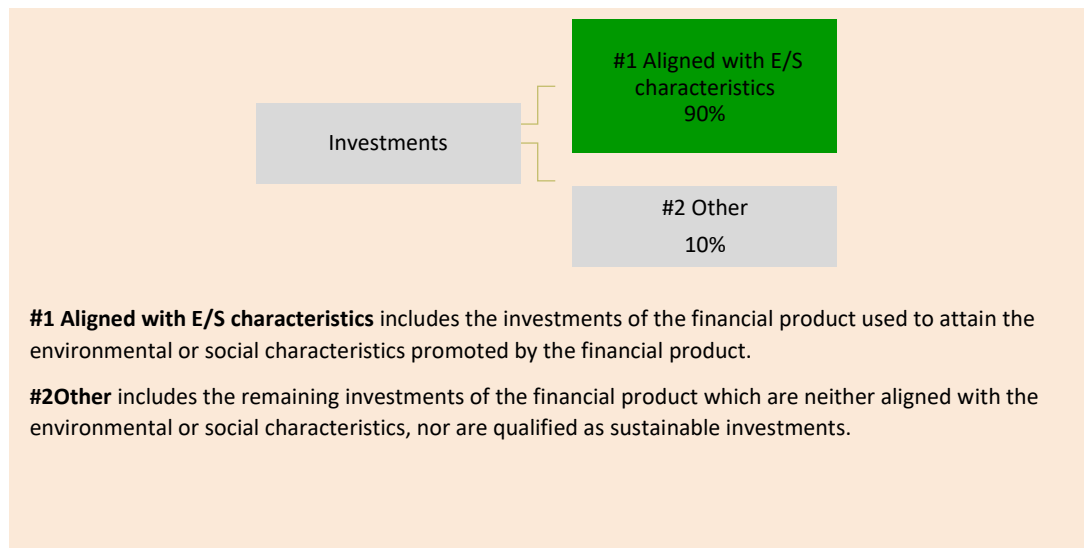 #1 Aligned with E/S
characteristics
90%
Investments
#2 Other
10%
#1 Aligned with E/S characteristics includes the investments of the financial product used to attain the
environmental or social characteristics promoted by the financial product.
#2Other includes the remaining investments of the financial product which are neither aligned with the
environmental or social characteristics, nor are qualified as sustainable investments.